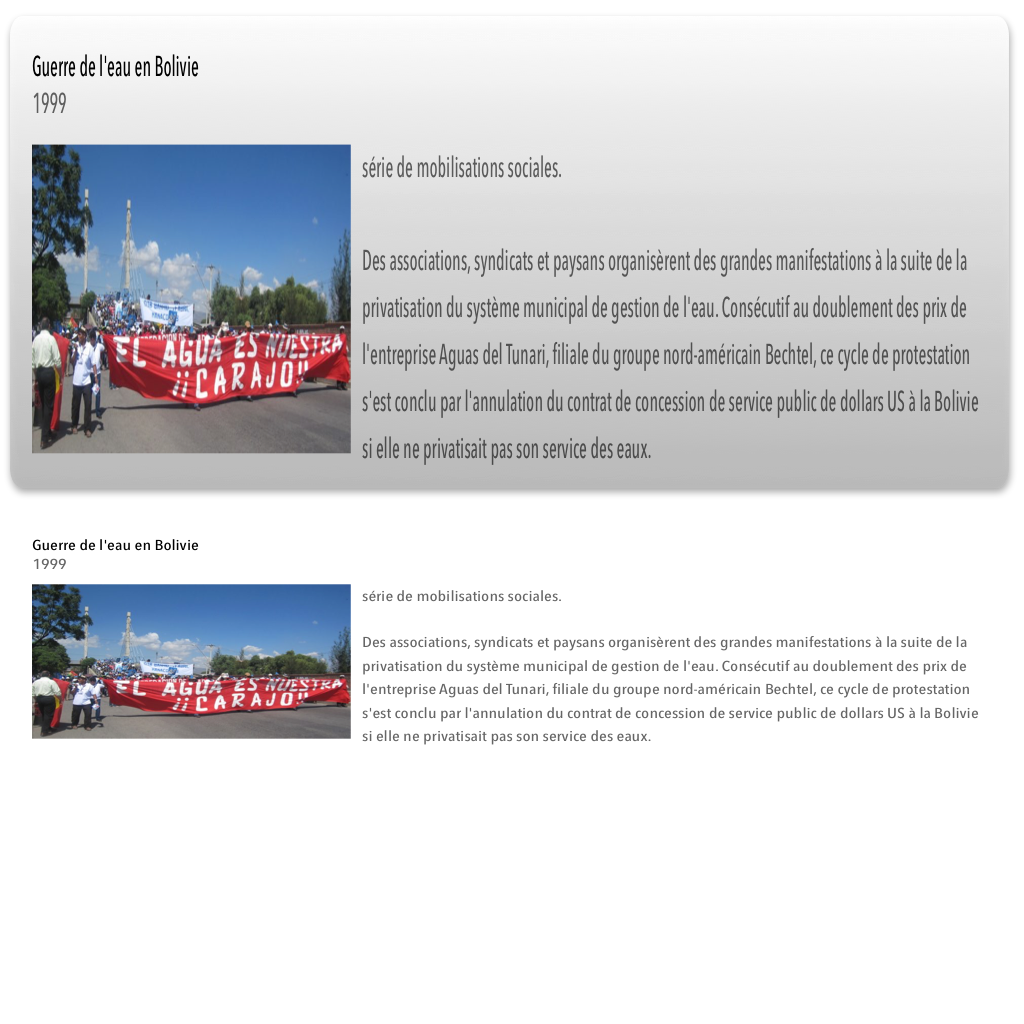 Guerre de l'eau en Bolivie
1999
EL AGUA ES NUESTRA
¡¡CARAJO!!
série de mobilisations sociales.
Des associations, syndicats et paysans organisèrent des grandes manifestations à la suite de la
privatisation du système municipal de gestion de l'eau. Consécutif au doublement des prix de
l'entreprise Aguas del Tunari, filiale du groupe nord-américain Bechtel, ce cycle de protestation
s'est conclu par l'annulation du contrat de concession de service public de dollars US à la Bolivie
si elle ne privatisait pas son service des eaux.
Guerre de l'eau en Bolivie
1999
EL AGUA ES NUESTRA
¡¡CARAJO!!
série de mobilisations sociales.
Des associations, syndicats et paysans organisèrent des grandes manifestations à la suite de la
privatisation du système municipal de gestion de l'eau. Consécutif au doublement des prix de
l'entreprise Aguas del Tunari, filiale du groupe nord-américain Bechtel, ce cycle de protestation
s'est conclu par l'annulation du contrat de concession de service public de dollars US à la Bolivie
si elle ne privatisait pas son service des eaux.